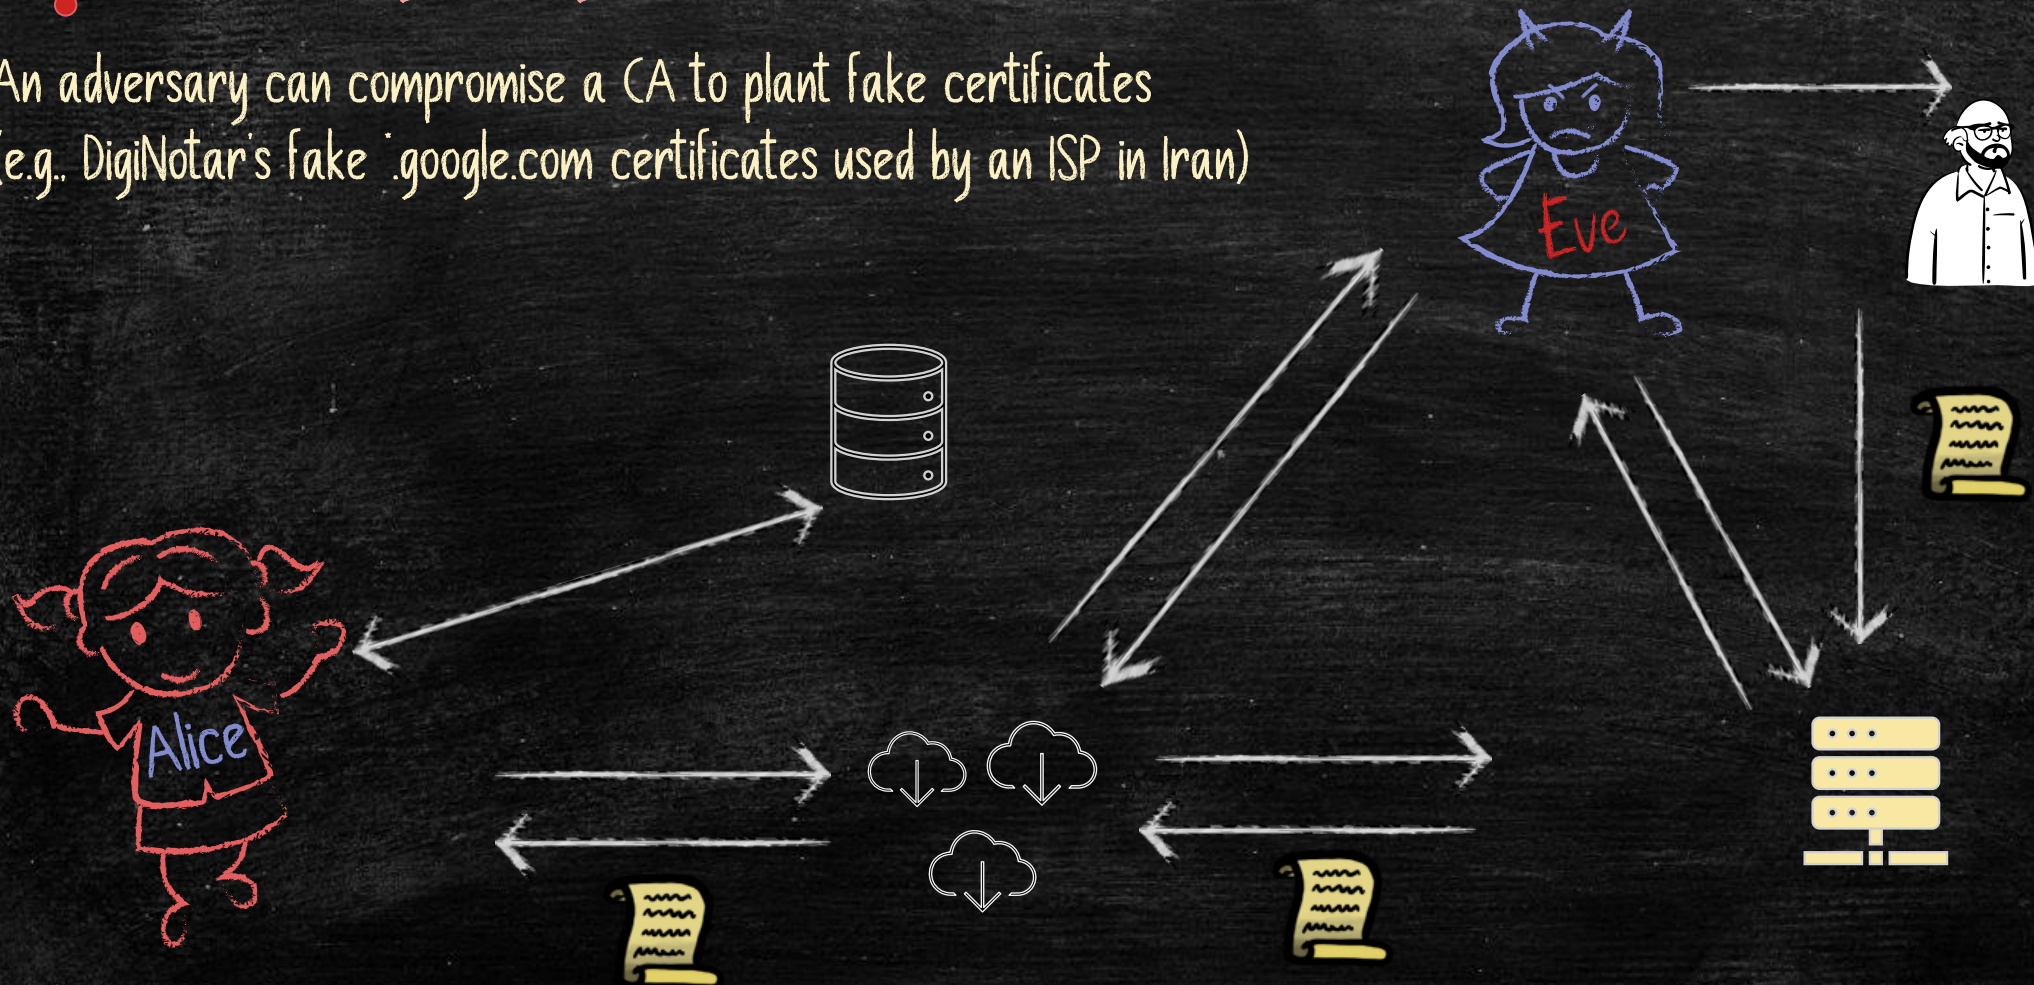 An adversary can compromise a CA to plant fake certificates
(e.g., DigiNotar's fake *.google.com certificates used by an ISP in Iran)
Eve
Alice